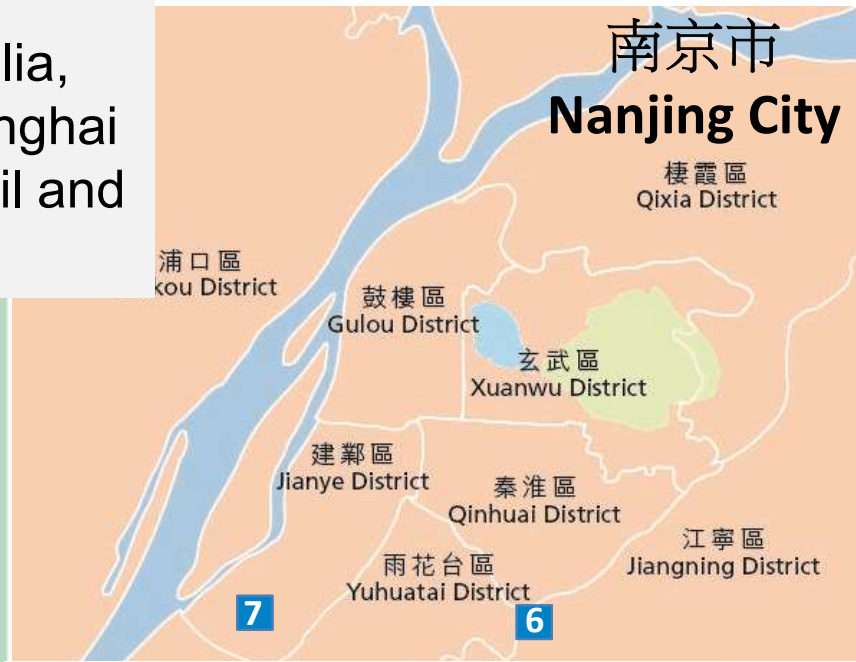 lia,
nghai
il and
南京市
Nanjing City
棲霞區
Qixia District
浦口區
kou District
鼓樓區
Gulou District
玄武區
Xuanwu District
建鄴區
Jianye District
秦淮區
Qinhuai District
江寧區
Jiangning District
雨花台區
Yuhuatai District
7
6